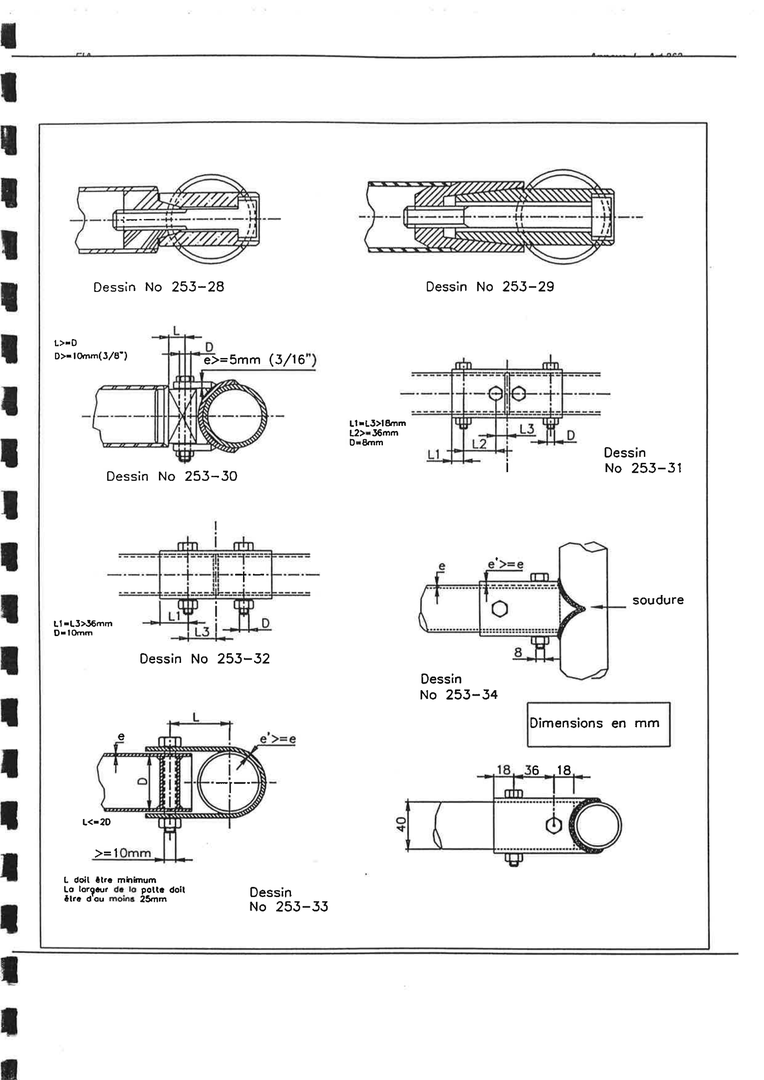 Dessin No 253-28
Dessin No 253-29
L>=D
D>=10mm(3/8")
L
D
e>=5mm (3/16")
Dessin No 253-30
L1=L3>18mm
L2>=36mm
D=8mm
L3
L2
L1
D
Dessin
No 253-31
L1=L3>36mm
D=10mm
L1
L3
D
Dessin No 253-32
e
e'>=e
soudure
8
Dessin
No 253-34
Dimensions en mm
L
e
e'>=e
D
L<=2D
>=10mm
L doit être minimum
La largeur de la patte doit
être d'au moins 25mm
Dessin
No 253-33
18
36
18
40